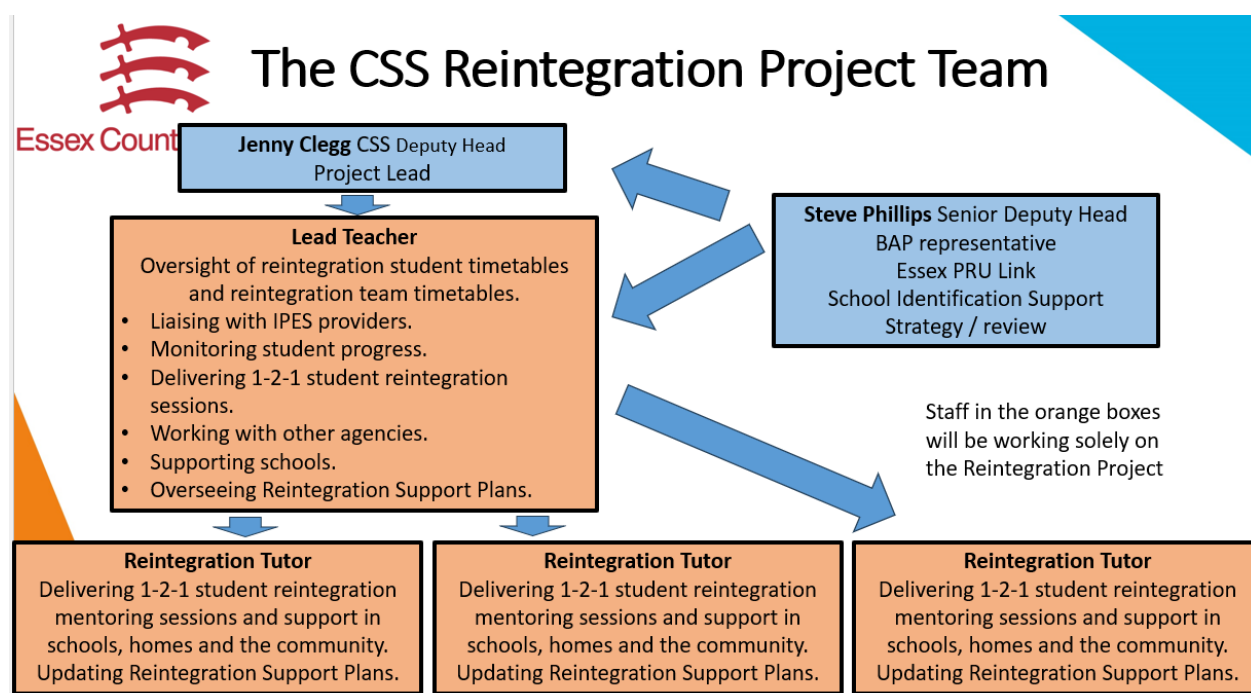 The CSS Reintegration Project Team
Essex Count
Jenny Clegg CSS Deputy Head
Project Lead
Steve Phillips Senior Deputy Head
BAP representative
Essex PRU Link
School Identification Support
Strategy / review
Lead Teacher
Oversight of reintegration student timetables
and reintegration team timetables.
• Liaising with IPES providers.
• Monitoring student progress.
• Delivering 1-2-1 student reintegration
sessions.
• Working with other agencies.
• Supporting schools.
• Overseeing Reintegration Support Plans.
Staff in the orange boxes
will be working solely on
the Reintegration Project
Reintegration Tutor
Delivering 1-2-1 student reintegration
mentoring sessions and support in
schools, homes and the community.
Updating Reintegration Support Plans.
Reintegration Tutor
Delivering 1-2-1 student reintegration
mentoring sessions and support in
schools, homes and the community.
Updating Reintegration Support Plans.
Reintegration Tutor
Delivering 1-2-1 student reintegration
mentoring sessions and support in
schools, homes and the community.
Updating Reintegration Support Plans.